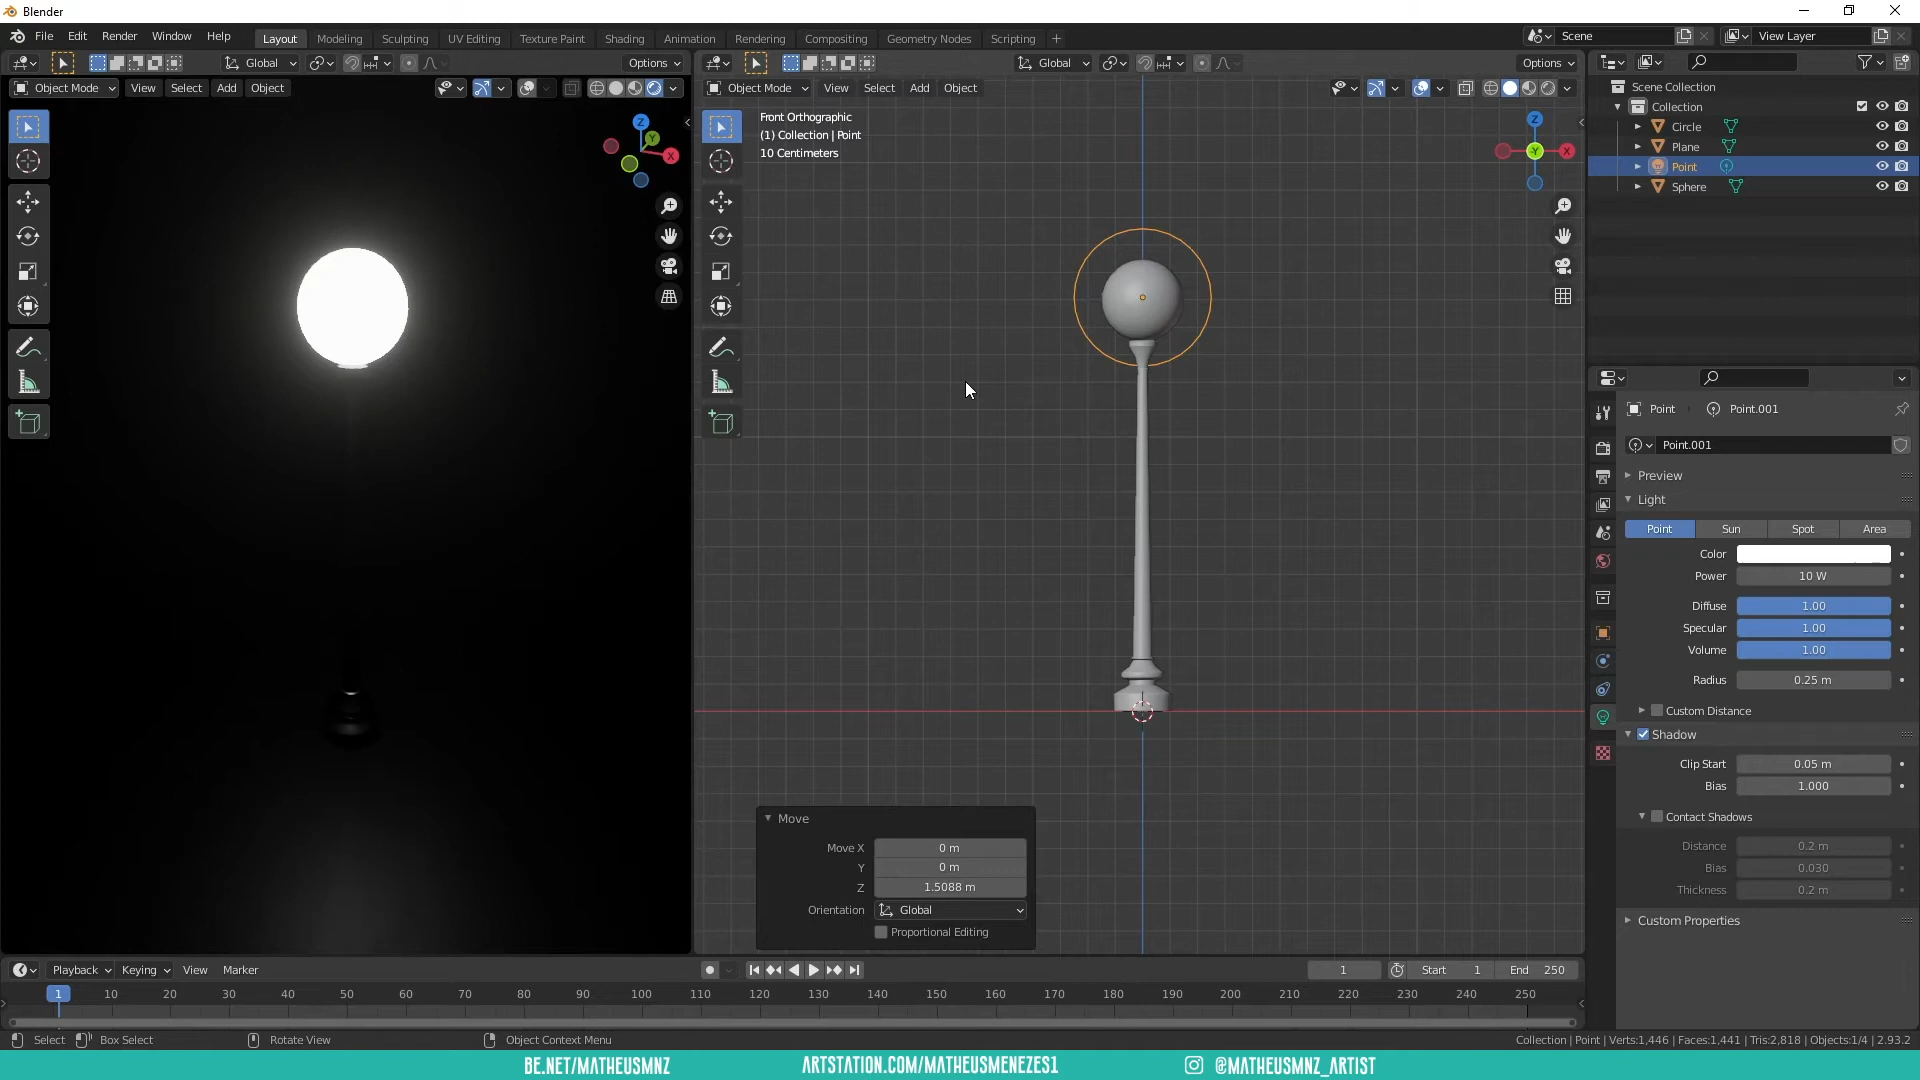 Blender
File Edit Render Window Help Layout Modeling Sculpting UV Editing Texture Paint Shading Animation Rendering Compositing Geometry Nodes Scripting + Scene View Layer
Global Options Global Options
Object Mode View Select Add Object Object Mode View Select Add Object
Z Y X
Front Orthographic
(1) Collection | Point
10 Centimeters
Z -Y X
Scene Collection
Collection
Circle
Plane
Point
Sphere
Point Point.001
Point.001
Preview
Light
Point Sun Spot Area
Color
Power 10 W
Diffuse 1.00
Specular 1.00
Volume 1.00
Radius 0.25 m
Custom Distance
Shadow
Clip Start 0.05 m
Bias 1.000
Contact Shadows
Distance 0.2 m
Bias 0.030
Thickness 0.2 m
Custom Properties
Move
Move X 0 m
Y 0 m
Z 1.5088 m
Orientation Global
Proportional Editing
Playback Keying View Marker 1 Start 1 End 250
1 10 20 30 40 50 60 70 80 90 100 110 120 130 140 150 160 170 180 190 200 210 220 230 240 250
Select Box Select Rotate View Object Context Menu Collection | Point | Verts:1,446 | Faces:1,441 | Tris:2,818 | Objects:1/4 | 2.93.2
BE.NET/MATHEUSMNZ ARTSTATION.COM/MATHEUSMENEZES1 @MATHEUSMNZ_ARTIST